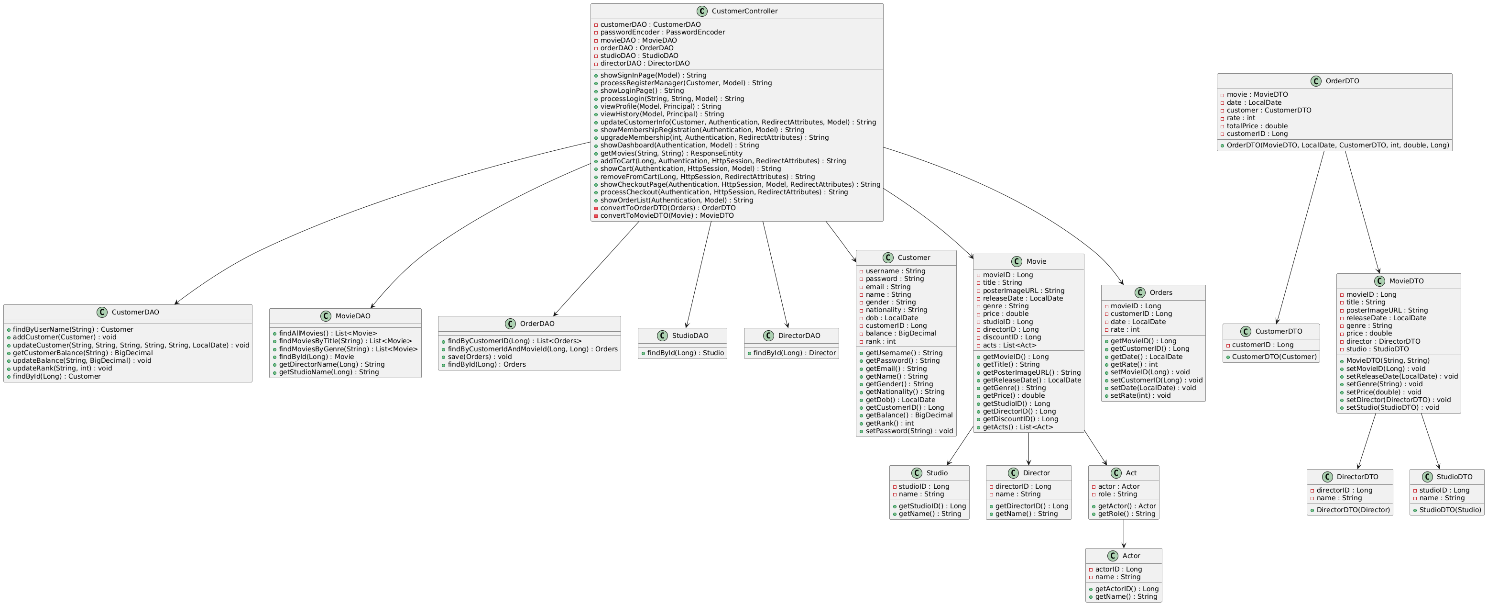 C CustomerController
customerDAO : CustomerDAO
passwordEncoder : PasswordEncoder
movieDAO : MovieDAO
orderDAO : OrderDAO
studioDAO : StudioDAO
directorDAO : DirectorDAO
showSignInPage(Model) : String
processRegisterManager(Customer, Model) : String
showLoginPage() : String
processLogin(String, String, Model) : String
viewProfile(Model, Principal) : String
viewHistory(Model, Principal) : String
updateCustomerInfo(Customer, Authentication, RedirectAttributes, Model) : String
showMembershipRegistration(Authentication, Model) : String
upgradeMembership(int, Authentication, RedirectAttributes) : String
showDashboard(Authentication, Model) : String
getMovies(String, String) : ResponseEntity
addToCart(Long, Authentication, HttpSession, RedirectAttributes) : String
showCart(Authentication, HttpSession, Model) : String
removeFromCart(Long, HttpSession, RedirectAttributes) : String
showCheckoutPage(Authentication, HttpSession, Model, RedirectAttributes) : String
processCheckout(Authentication, HttpSession, RedirectAttributes) : String
showOrderList(Authentication, Model) : String
convertToOrderDTO(Orders) : OrderDTO
convertToMovieDTO(Movie) : MovieDTO
C OrderDTO
movie : MovieDTO
date : LocalDate
customer : CustomerDTO
rate : int
totalPrice : double
customerID : Long
OrderDTO(MovieDTO, LocalDate, CustomerDTO, int, double, Long)
C CustomerDAO
findByUserName(String) : Customer
addCustomer(Customer) : void
updateCustomer(String, String, String, String, String, LocalDate) : void
getCustomerBalance(String) : BigDecimal
updateBalance(String, BigDecimal) : void
updateRank(String, int) : void
findById(Long) : Customer
C MovieDAO
findAllMovies() : List<Movie>
findMoviesByTitle(String) : List<Movie>
findMoviesByGenre(String) : List<Movie>
findById(Long) : Movie
getDirectorName(Long) : String
getStudioName(Long) : String
C OrderDAO
findByCustomerID(Long) : List<Orders>
findByCustomerIdAndMovieId(Long, Long) : Orders
save(Orders) : void
findById(Long) : Orders
C StudioDAO
findById(Long) : Studio
C DirectorDAO
findById(Long) : Director
C Customer
username : String
password : String
email : String
name : String
gender : String
nationality : String
dob : LocalDate
customerID : Long
balance : BigDecimal
rank : int
getUsername() : String
getPassword() : String
getEmail() : String
getName() : String
getGender() : String
getNationality() : String
getDob() : LocalDate
getCustomerID() : Long
getBalance() : BigDecimal
getRank() : int
setPassword(String) : void
C Movie
movieID : Long
title : String
posterImageURL : String
releaseDate : LocalDate
genre : String
price : double
studioID : Long
directorID : Long
discountID : Long
acts : List<Act>
getMovieID() : Long
getTitle() : String
getPosterImageURL() : String
getReleaseDate() : LocalDate
getGenre() : String
getPrice() : double
getStudioID() : Long
getDirectorID() : Long
getDiscountID() : Long
getActs() : List<Act>
C Orders
movieID : Long
customerID : Long
date : LocalDate
rate : int
getMovieID() : Long
getCustomerID() : Long
getDate() : LocalDate
getRate() : int
setMovieID(Long) : void
setCustomerID(Long) : void
setDate(LocalDate) : void
setRate(int) : void
C CustomerDTO
customerID : Long
CustomerDTO(Customer)
C MovieDTO
movieID : Long
title : String
posterImageURL : String
releaseDate : LocalDate
genre : String
price : double
director : DirectorDTO
studio : StudioDTO
MovieDTO(String, String)
setMovieID(Long) : void
setReleaseDate(LocalDate) : void
setGenre(String) : void
setPrice(double) : void
setDirector(DirectorDTO) : void
setStudio(StudioDTO) : void
C Studio
studioID : Long
name : String
getStudioID() : Long
getName() : String
C Director
directorID : Long
name : String
getDirectorID() : Long
getName() : String
C Act
actor : Actor
role : String
getActor() : Actor
getRole() : String
C DirectorDTO
directorID : Long
name : String
DirectorDTO(Director)
C StudioDTO
studioID : Long
name : String
StudioDTO(Studio)
C Actor
actorID : Long
name : String
getActorID() : Long
getName() : String